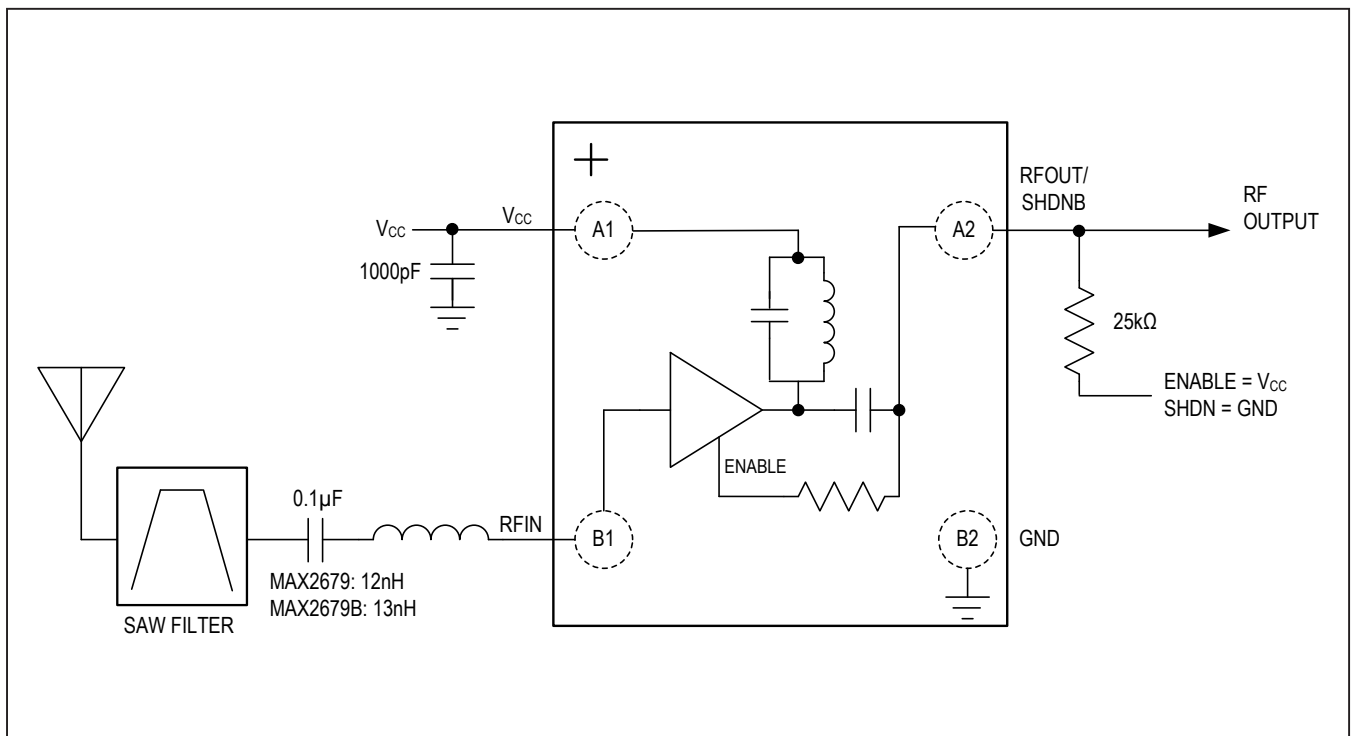 RFOUT/
SHDNB
RF
OUTPUT
Vcc
Vcc
A1
A2
1000pF
25kΩ
ENABLE = Vcc
SHDN = GND
ENABLE
0.1µF
RFIN
B1
B2
GND
MAX2679: 12nH
MAX2679B: 13nH
SAW FILTER